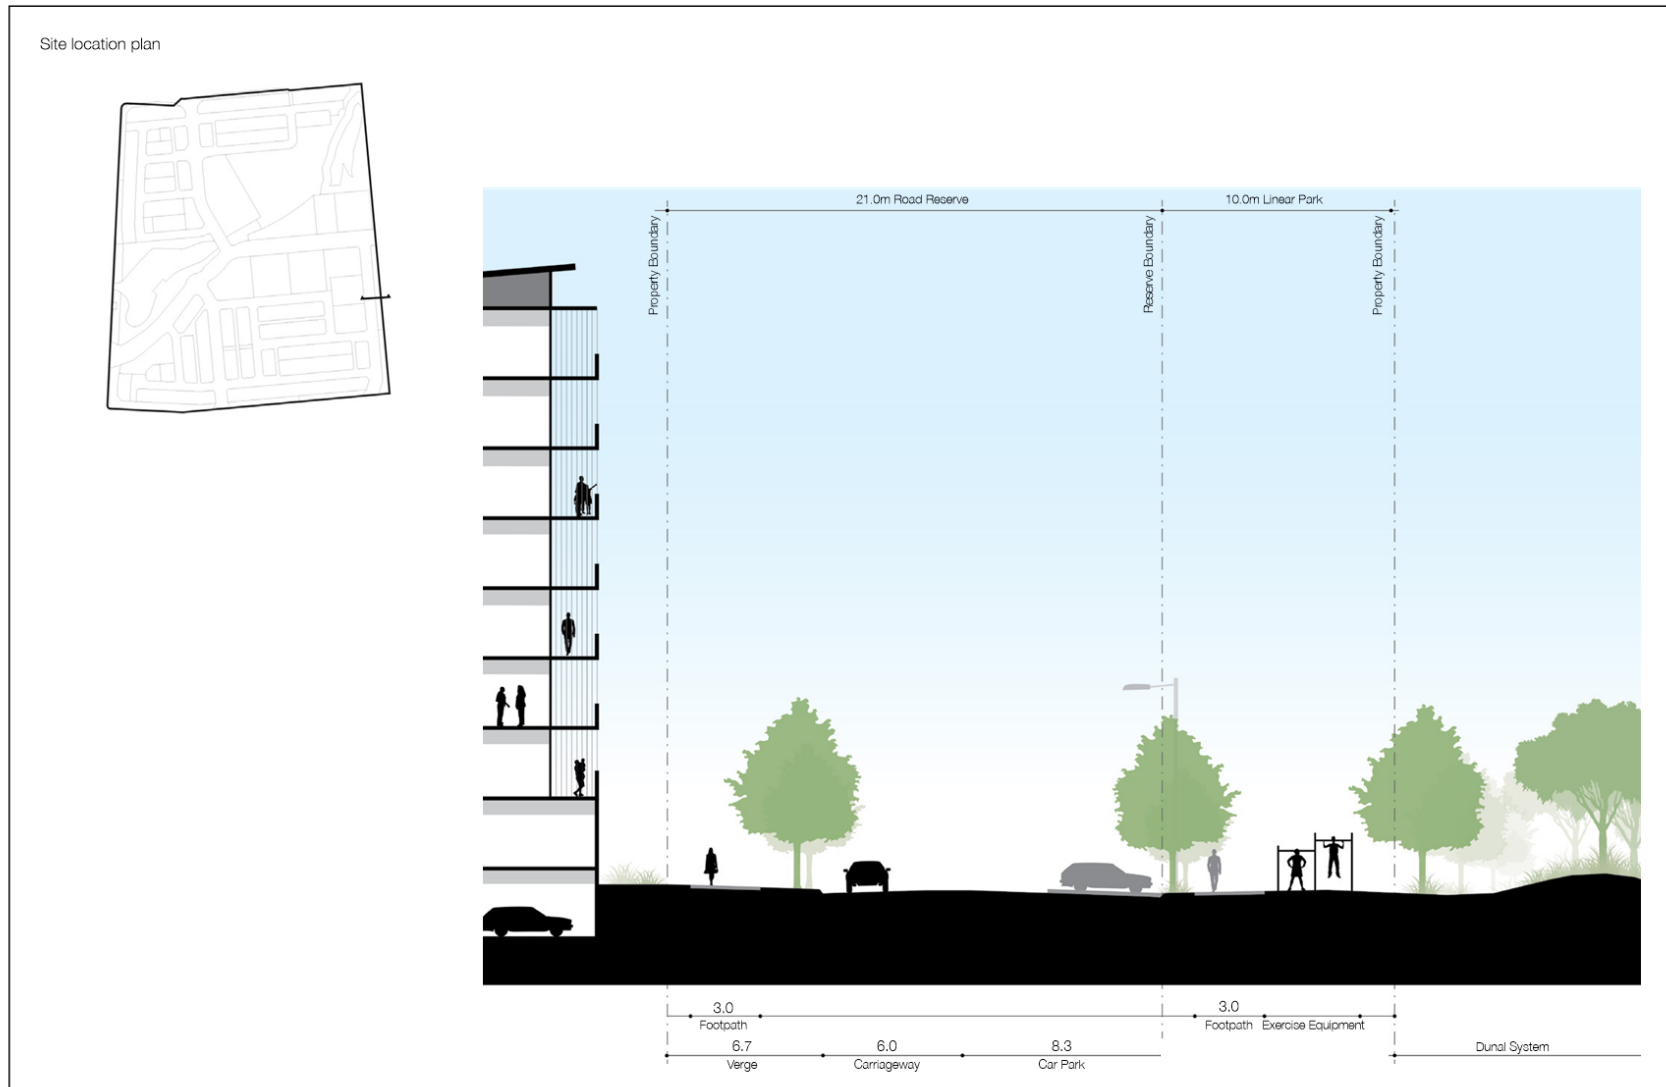 Site location plan
21.0m Road Reserve
10.0m Linear Park
Property Boundary
Reserve Boundary
Property Boundary
3.0
Footpath
3.0
Footpath
Exercise Equipment
6.7
Verge
6.0
Carriageway
8.3
Car Park
Dunal System